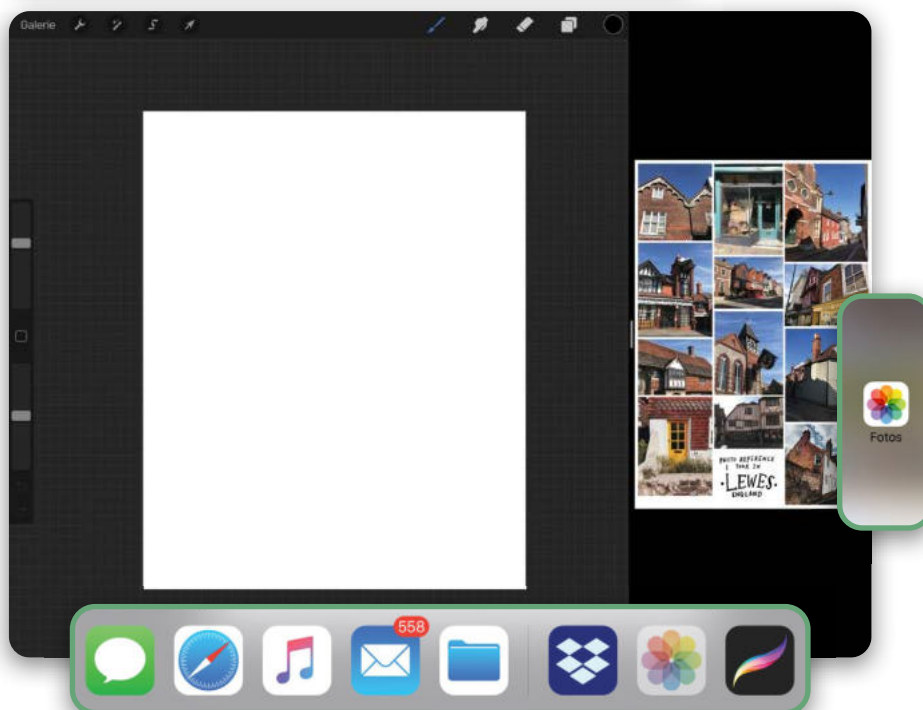 Galerie
PHOTO REFERENCE
I TOOK IN
·LEWES·
ENGLAND
Fotos
558